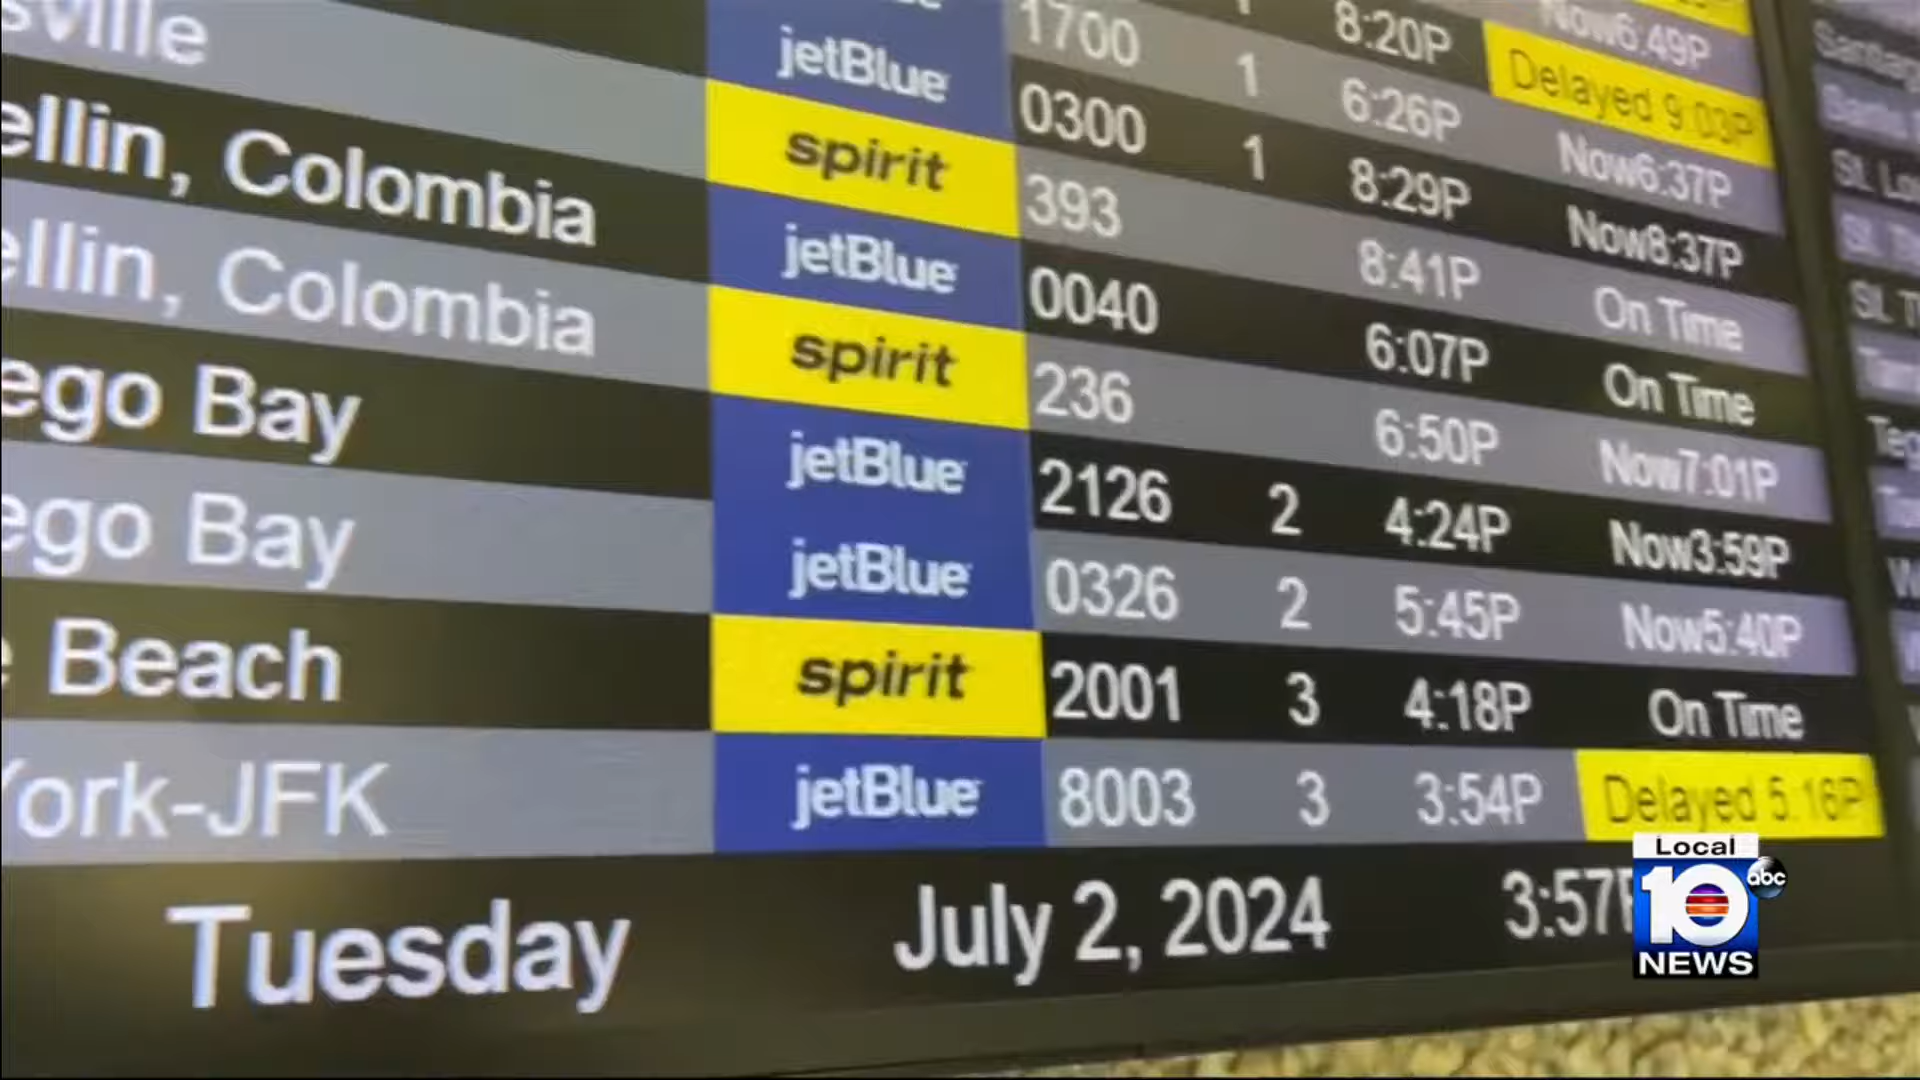 Now6:49P
1 8:20P Delayed 9:03P
1700 1 6:26P Now6:37P
jetBlue 0300 1 8:29P Now8:37P
sville spirit 393 8:41P On Time
ellin, Colombia jetBlue 0040 6:07P On Time
ellin, Colombia spirit 236 6:50P Now7:01P
ego Bay jetBlue 2126 2 4:24P Now3:59P
ego Bay jetBlue 0326 2 5:45P Now5:40P
e Beach spirit 2001 3 4:18P On Time
York-JFK jetBlue 8003 3 3:54P Delayed 5:16P
Tuesday July 2, 2024 3:57P
Local
10 abc
NEWS